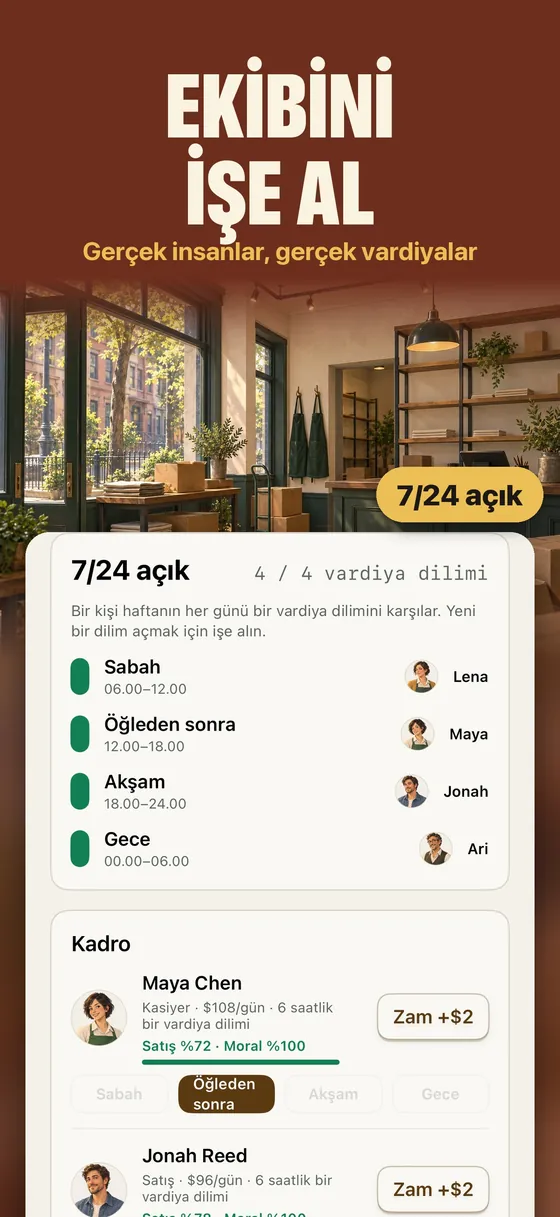 EKİBİNİ
İŞE AL
Gerçek insanlar, gerçek vardiyalar
7/24 açık
7/24 açık
4 / 4 vardiya dilimi
Bir kişi haftanın her günü bir vardiya dilimini karşılar. Yeni
bir dilim açmak için işe alın.
Sabah
06.00–12.00
Lena
Öğleden sonra
12.00–18.00
Maya
Akşam
18.00–24.00
Jonah
Gece
00.00–06.00
Ari
Kadro
Maya Chen
Kasiyer · $108/gün · 6 saatlik
bir vardiya dilimi
Satış %72 · Moral %100
Zam +$2
Sabah
Öğleden
sonra
Akşam
Gece
Jonah Reed
Satış · $96/gün · 6 saatlik
vardiya dilimi
Satış %78 · Moral %100
Zam +$2